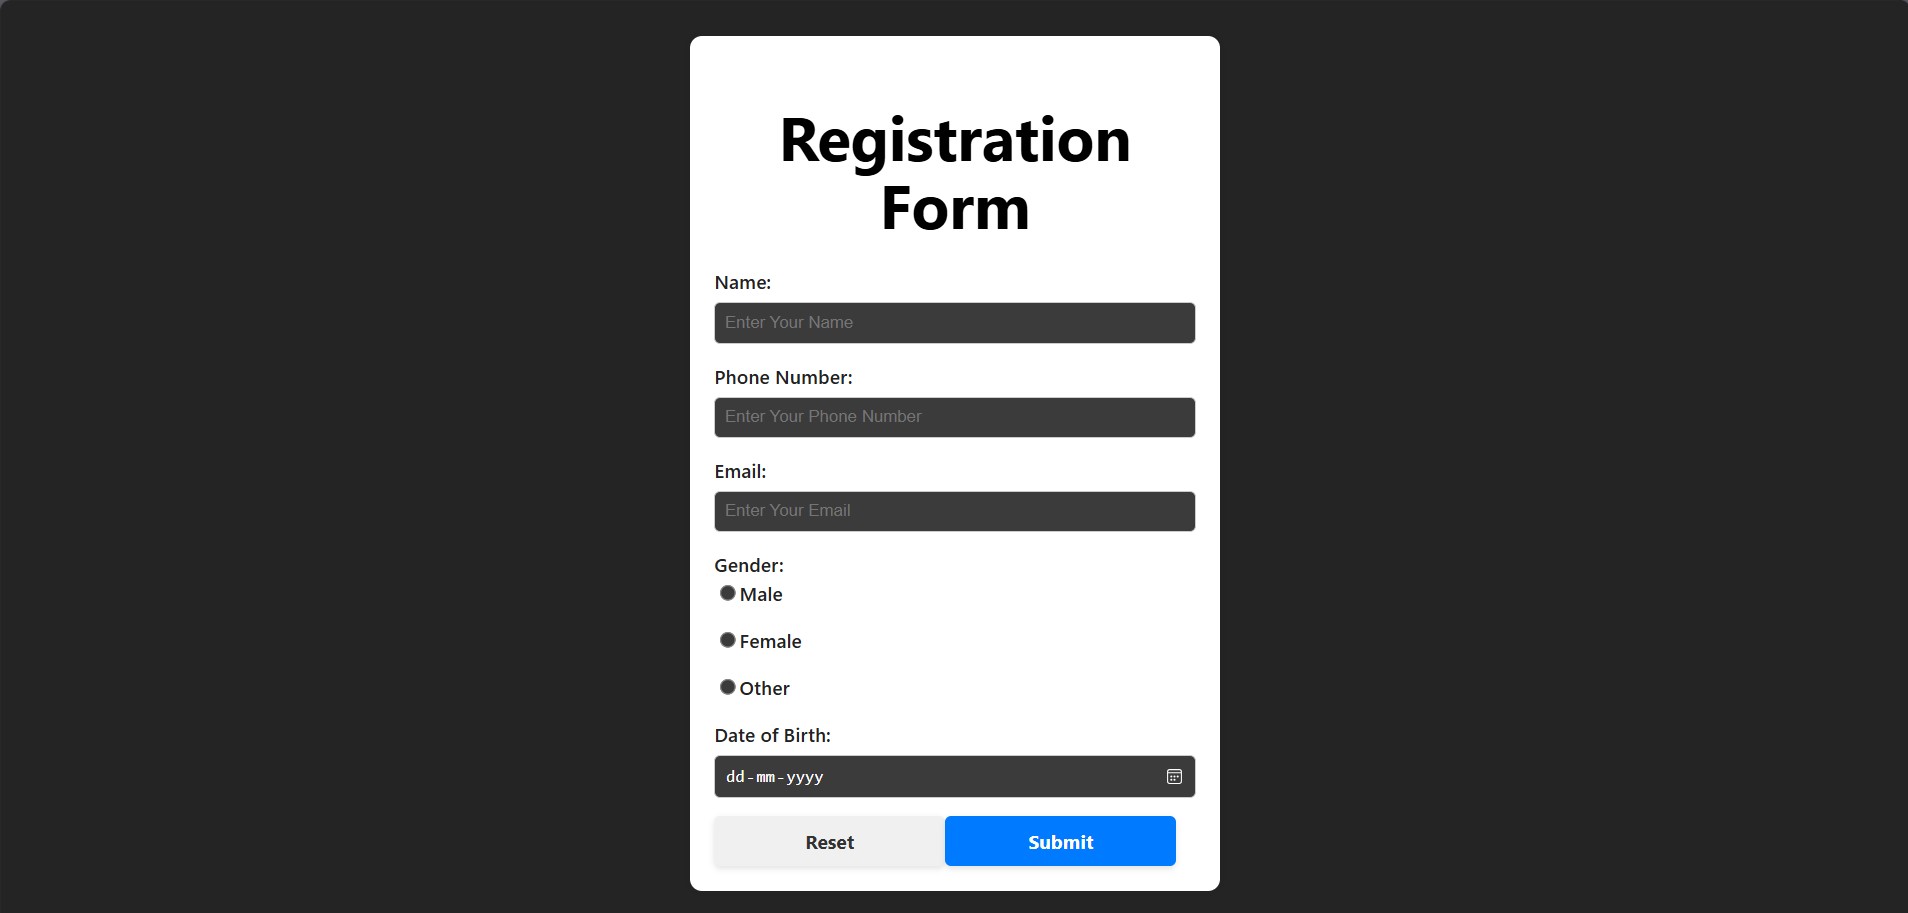 Registration
Form
Name:
Enter Your Name
Phone Number:
Enter Your Phone Number
Email:
Enter Your Email
Gender:
Male
Female
Other
Date of Birth:
dd-mm-yyyy
Reset Submit